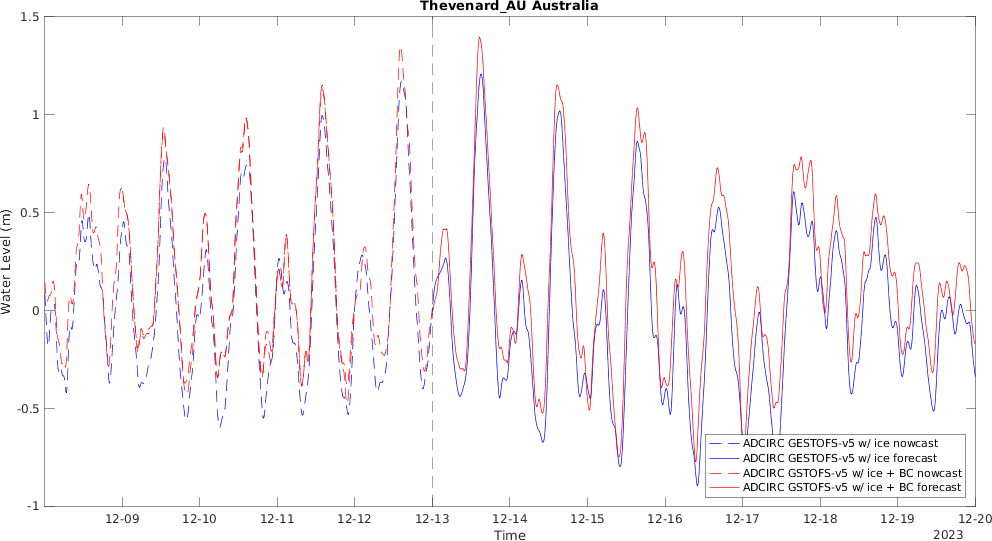 Thevenard_AU Australia
1.5
1
0.5
0
-0.5
-1
Water Level (m)
12-09 12-10 12-11 12-12 12-13 12-14 12-15 12-16 12-17 12-18 12-19 12-20
Time
2023
ADCIRC GESTOFS-v5 w/ ice nowcast
ADCIRC GESTOFS-v5 w/ ice forecast
ADCIRC GSTOFS-v5 w/ ice + BC nowcast
ADCIRC GSTOFS-v5 w/ ice + BC forecast